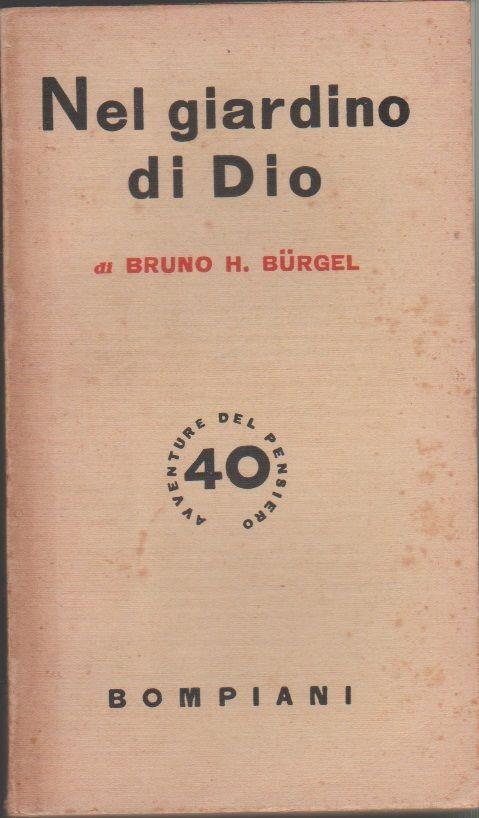 Nel giardino
di Dio
di BRUNO H. BÜRGEL
AVVENTURE DEL PENSIERO
40
BOMPIANI